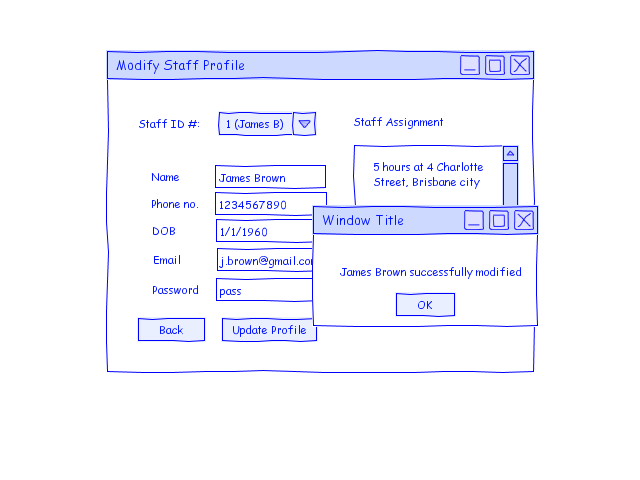 Modify Staff Profile
Staff ID #:
1 (James B)
Staff Assignment
5 hours at 4 Charlotte
Street, Brisbane city
Name
James Brown
Phone no.
1234567890
DOB
1/1/1960
Email
j.brown@gmail.co
Password
pass
Back
Update Profile
Window Title
James Brown successfully modified
OK